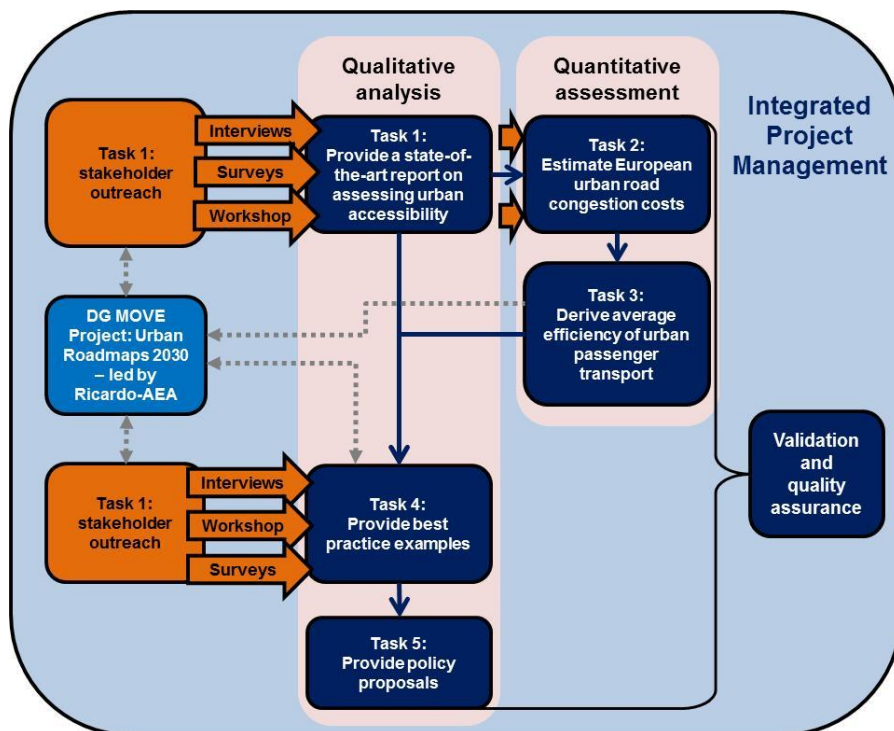 Qualitative
analysis
Quantitative
assessment
Integrated
Project
Management
Task 1:
stakeholder
outreach
Interviews
Surveys
Workshop
Task 1:
Provide a state-of-
the-art report on
assessing urban
accessibility
Task 2:
Estimate European
urban road
congestion costs
DG MOVE
Project: Urban
Roadmaps 2030
– led by
Ricardo-AEA
Task 3:
Derive average
efficiency of urban
passenger
transport
Validation
and
quality
assurance
Task 1:
stakeholder
outreach
Interviews
Workshop
Surveys
Task 4:
Provide best
practice examples
Task 5:
Provide policy
proposals